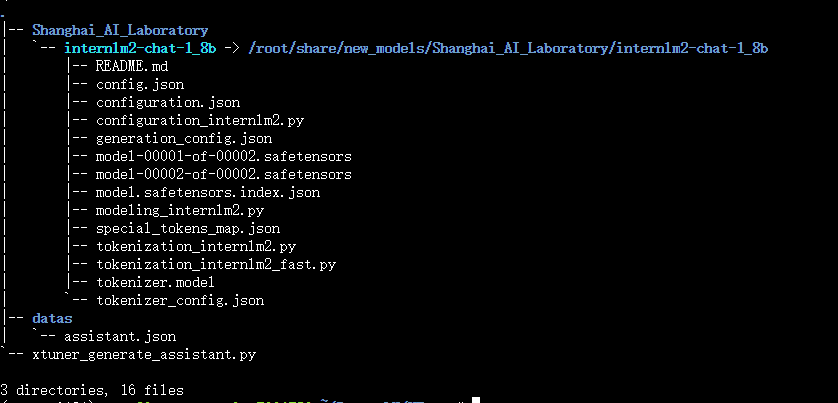 .
|-- Shanghai_AI_Laboratory
|   `-- internlm2-chat-1_8b -> /root/share/new_models/Shanghai_AI_Laboratory/internlm2-chat-1_8b
|       |-- README.md
|       |-- config.json
|       |-- configuration.json
|       |-- configuration_internlm2.py
|       |-- generation_config.json
|       |-- model-00001-of-00002.safetensors
|       |-- model-00002-of-00002.safetensors
|       |-- model.safetensors.index.json
|       |-- modeling_internlm2.py
|       |-- special_tokens_map.json
|       |-- tokenization_internlm2.py
|       |-- tokenization_internlm2_fast.py
|       |-- tokenizer.model
|       `-- tokenizer_config.json
|-- datas
|   `-- assistant.json
`-- xtuner_generate_assistant.py
3 directories, 16 files